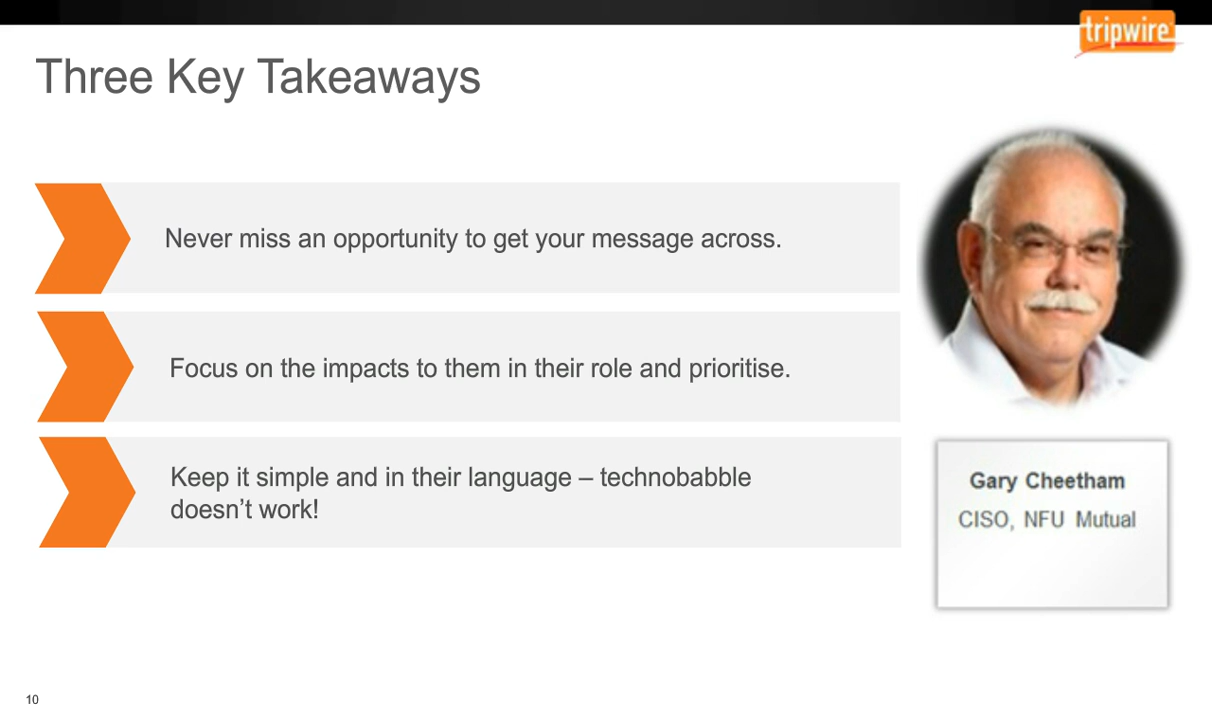 tripwire
Three Key Takeaways
Never miss an opportunity to get your message across.
Focus on the impacts to them in their role and prioritise.
Keep it simple and in their language – technobabble
doesn’t work!
Gary Cheetham
CISO, NFU Mutual
10